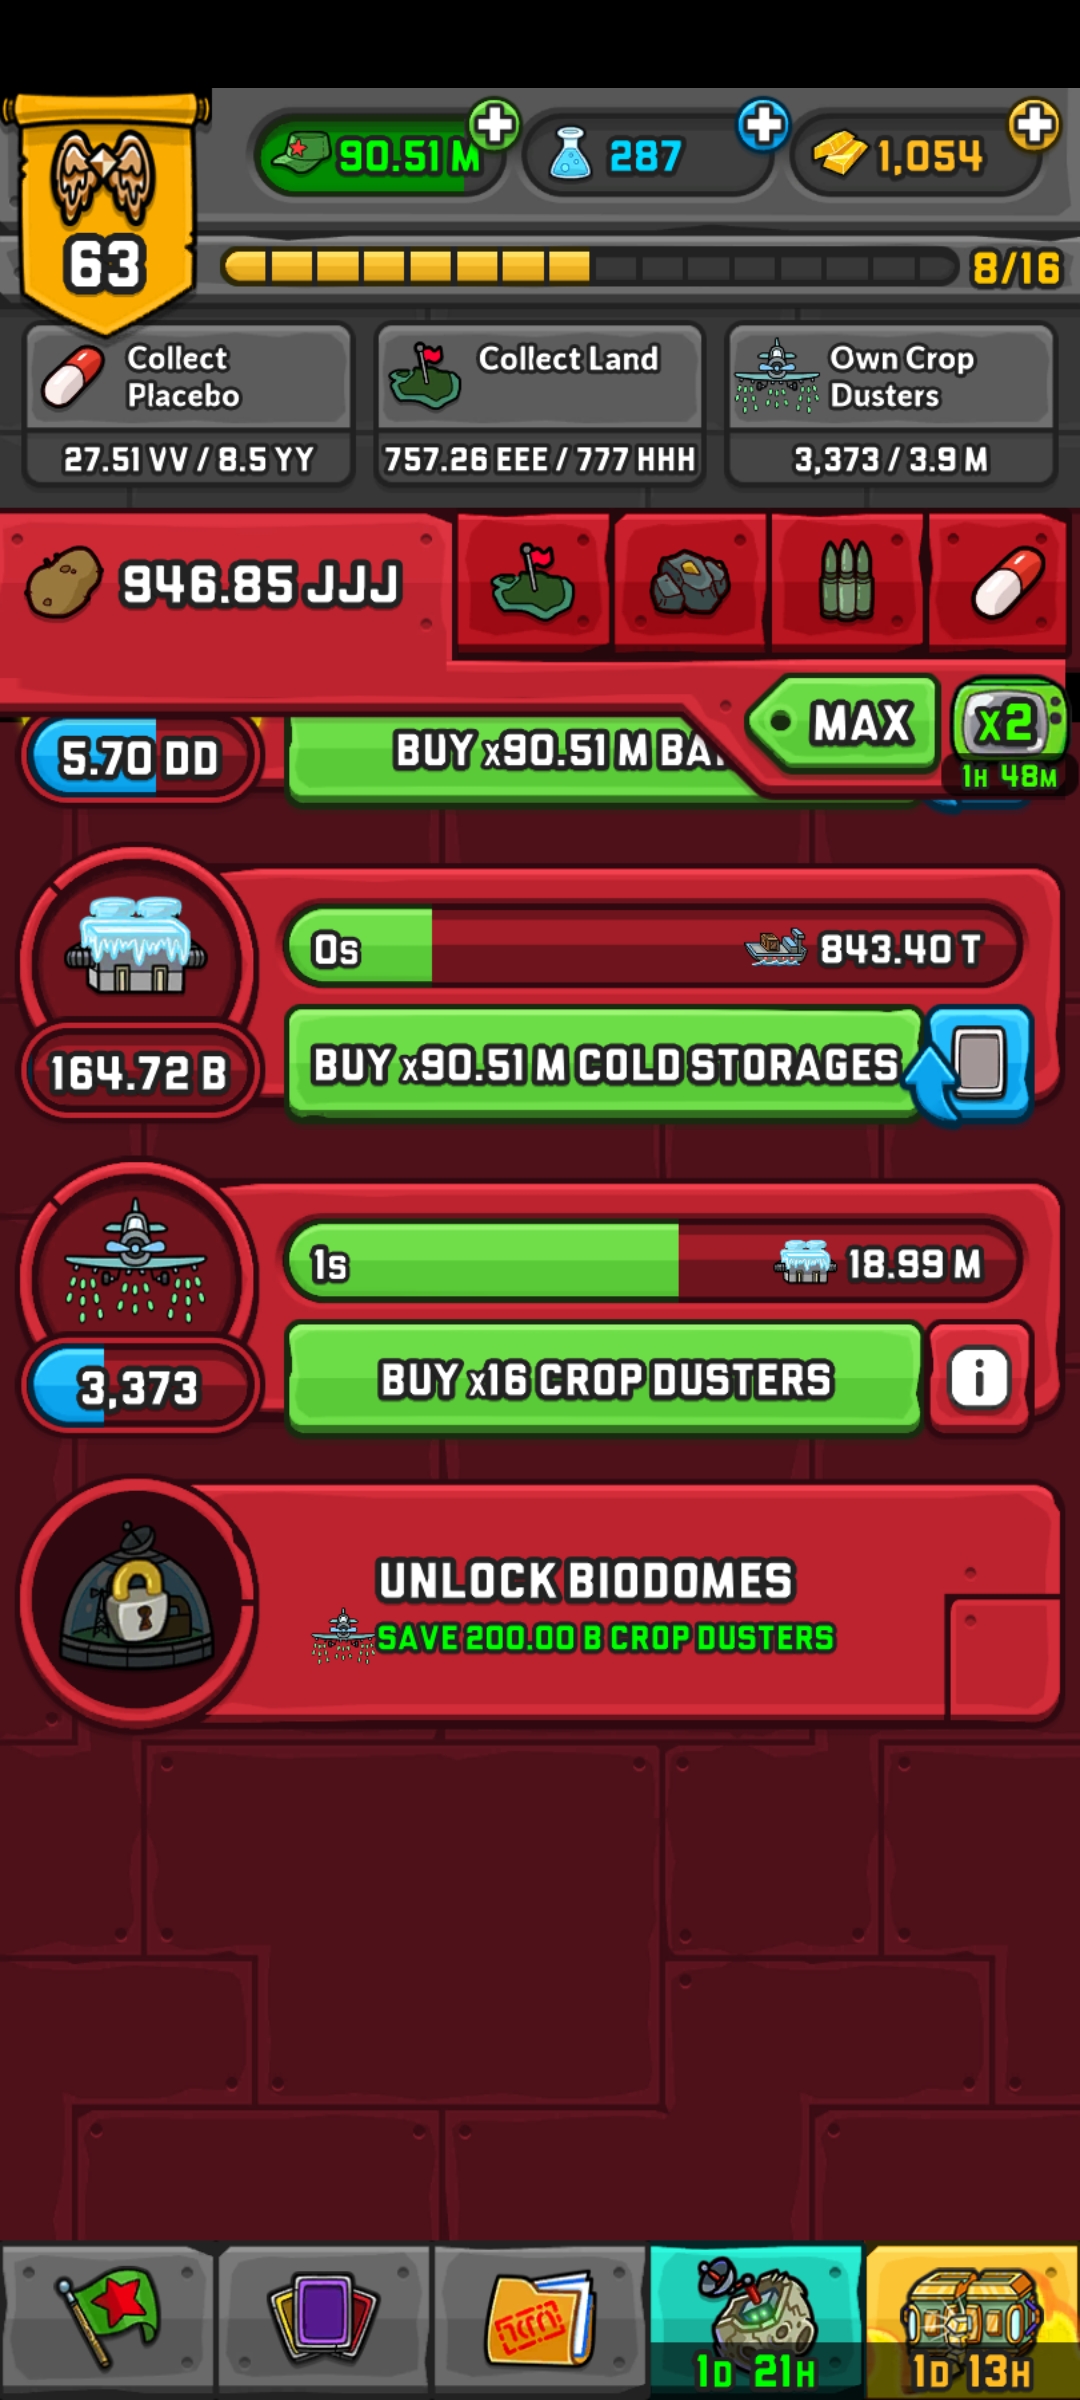 90.51 M
287
1,054
63
8/16
Collect
Placebo
27.51 VV / 8.5 YY
Collect Land
757.26 EEE / 777 HHH
Own Crop
Dusters
3,373 / 3.9 M
946.85 JJJ
MAX
x2
1H 48M
5.70 DD
BUY x90.51 M
0s
843.40 T
164.72 B
BUY x90.51 M COLD STORAGES
1s
18.99 M
3,373
BUY x16 CROP DUSTERS
i
UNLOCK BIODOMES
SAVE 200.00 B CROP DUSTERS
1D 21H
1D 13H